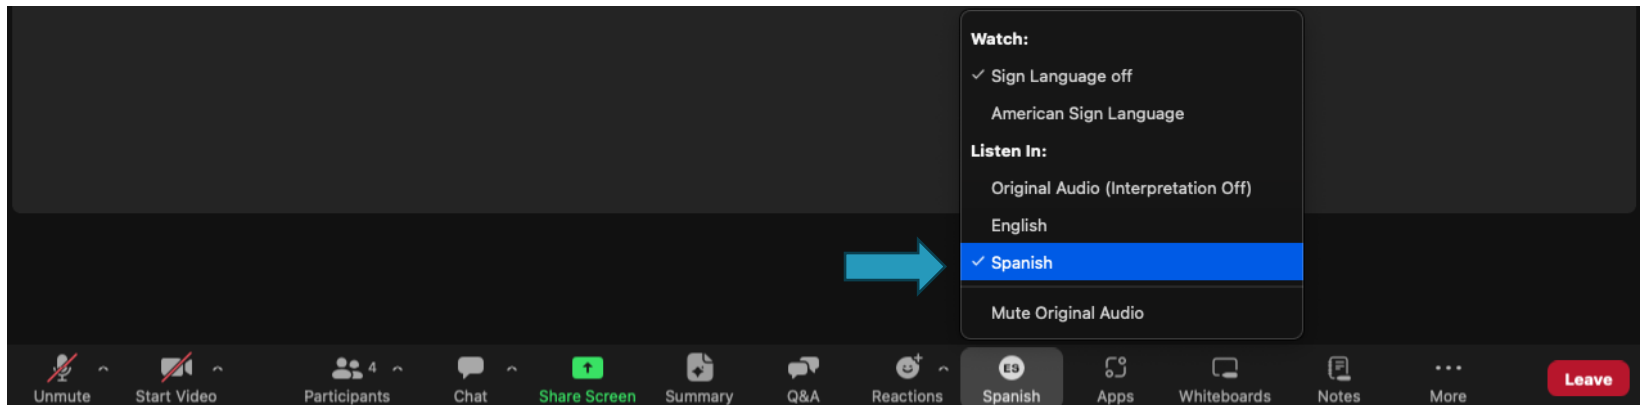 Watch:
Sign Language off
American Sign Language
Listen In:
Original Audio (Interpretation Off)
English
Spanish
Mute Original Audio
4
ES
Unmute Start Video Participants Chat Share Screen Summary Q&A Reactions Spanish Apps Whiteboards Notes More Leave